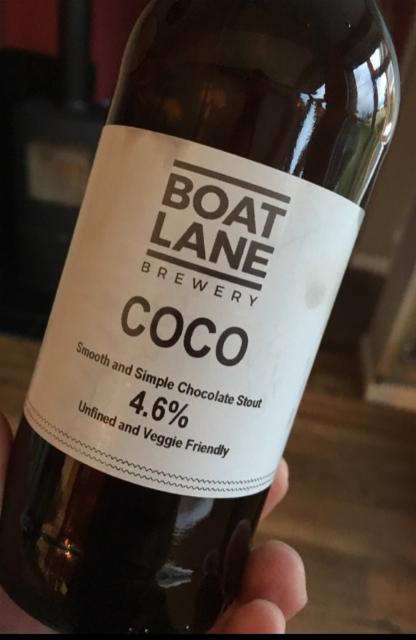 BOAT
LANE
BREWERY
COCO
Smooth and Simple Chocolate Stout
4.6%
Unfined and Veggie Friendly